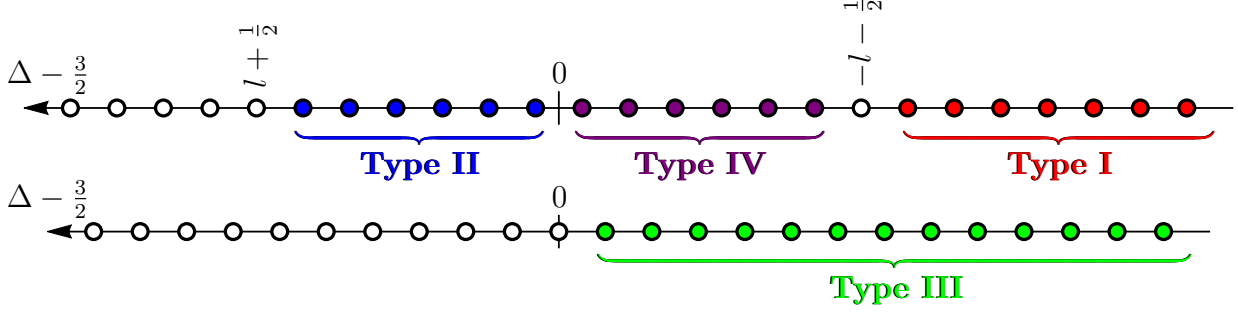 Δ − 3/2
l + 1/2
0
−l − 1/2
Type II
Type IV
Type I
Δ − 3/2
0
Type III